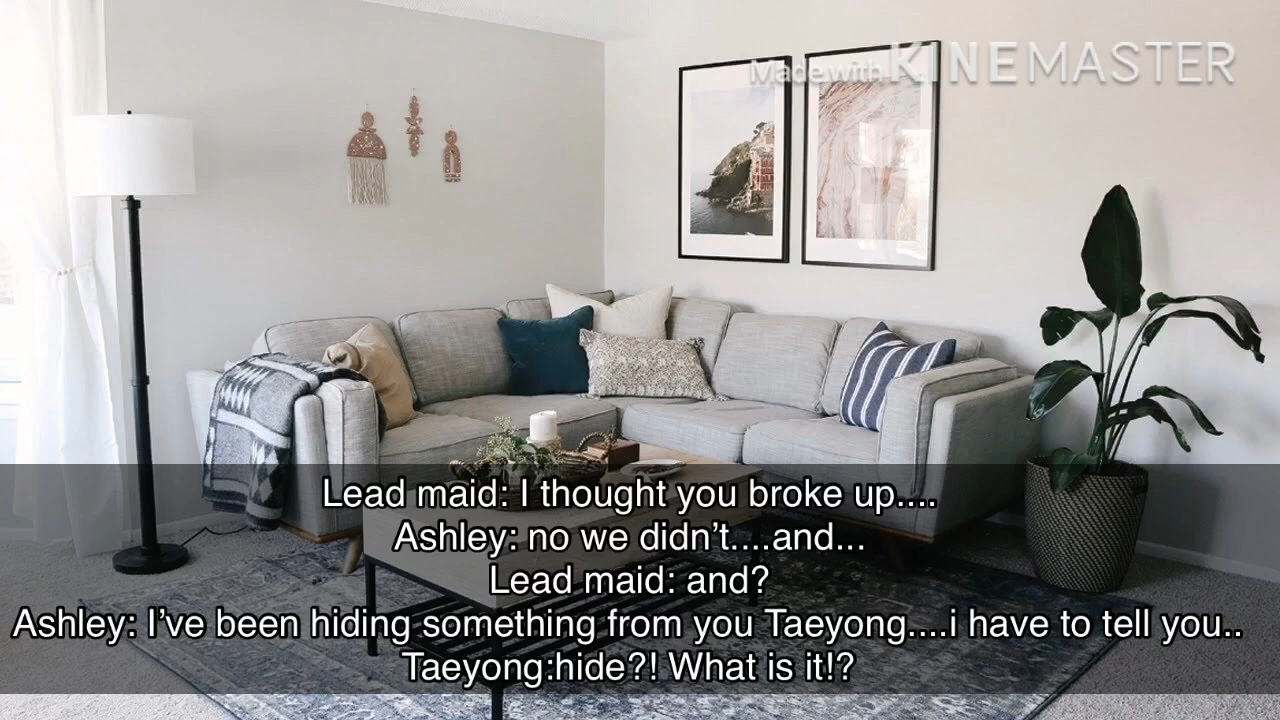 Made with KINEMASTER
Lead maid: I thought you broke up....
Ashley: no we didn’t....and...
Lead maid: and?
Ashley: I’ve been hiding something from you Taeyong....i have to tell you..
Taeyong:hide?! What is it!?